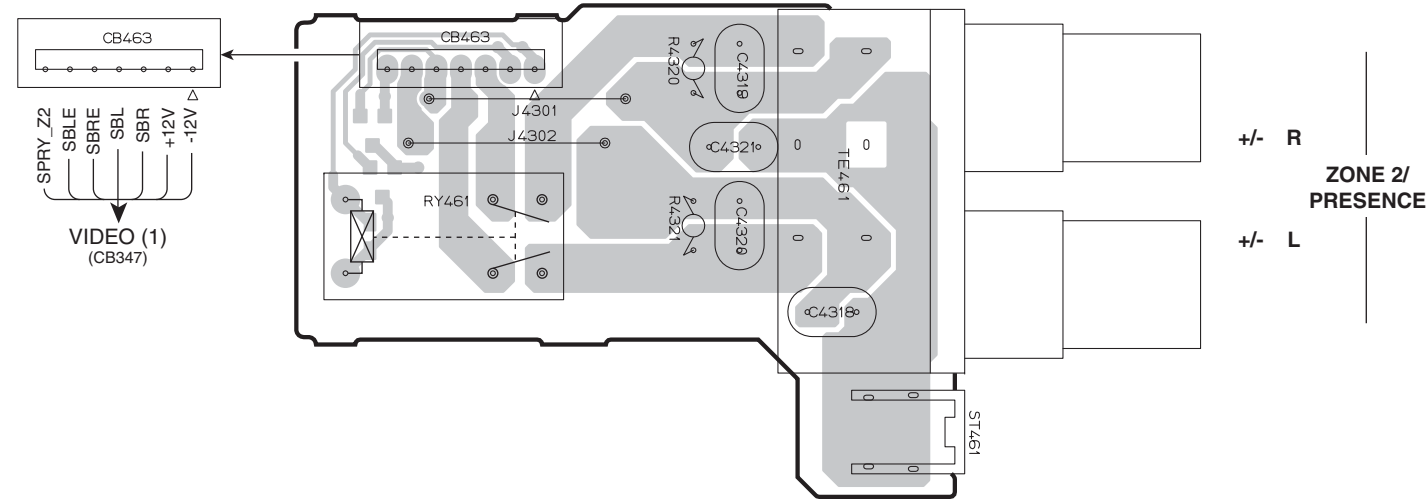 CB463
SPRY_Z2
SBLE
SBRE
SBL
SBR
+12V
-12V
VIDEO (1)
(CB347)
CB463
J4301
J4302
RY461
R4320
C4319
C4321
R4321
C4320
C4318
TE461
ST461
+/- R
+/- L
ZONE 2/
PRESENCE